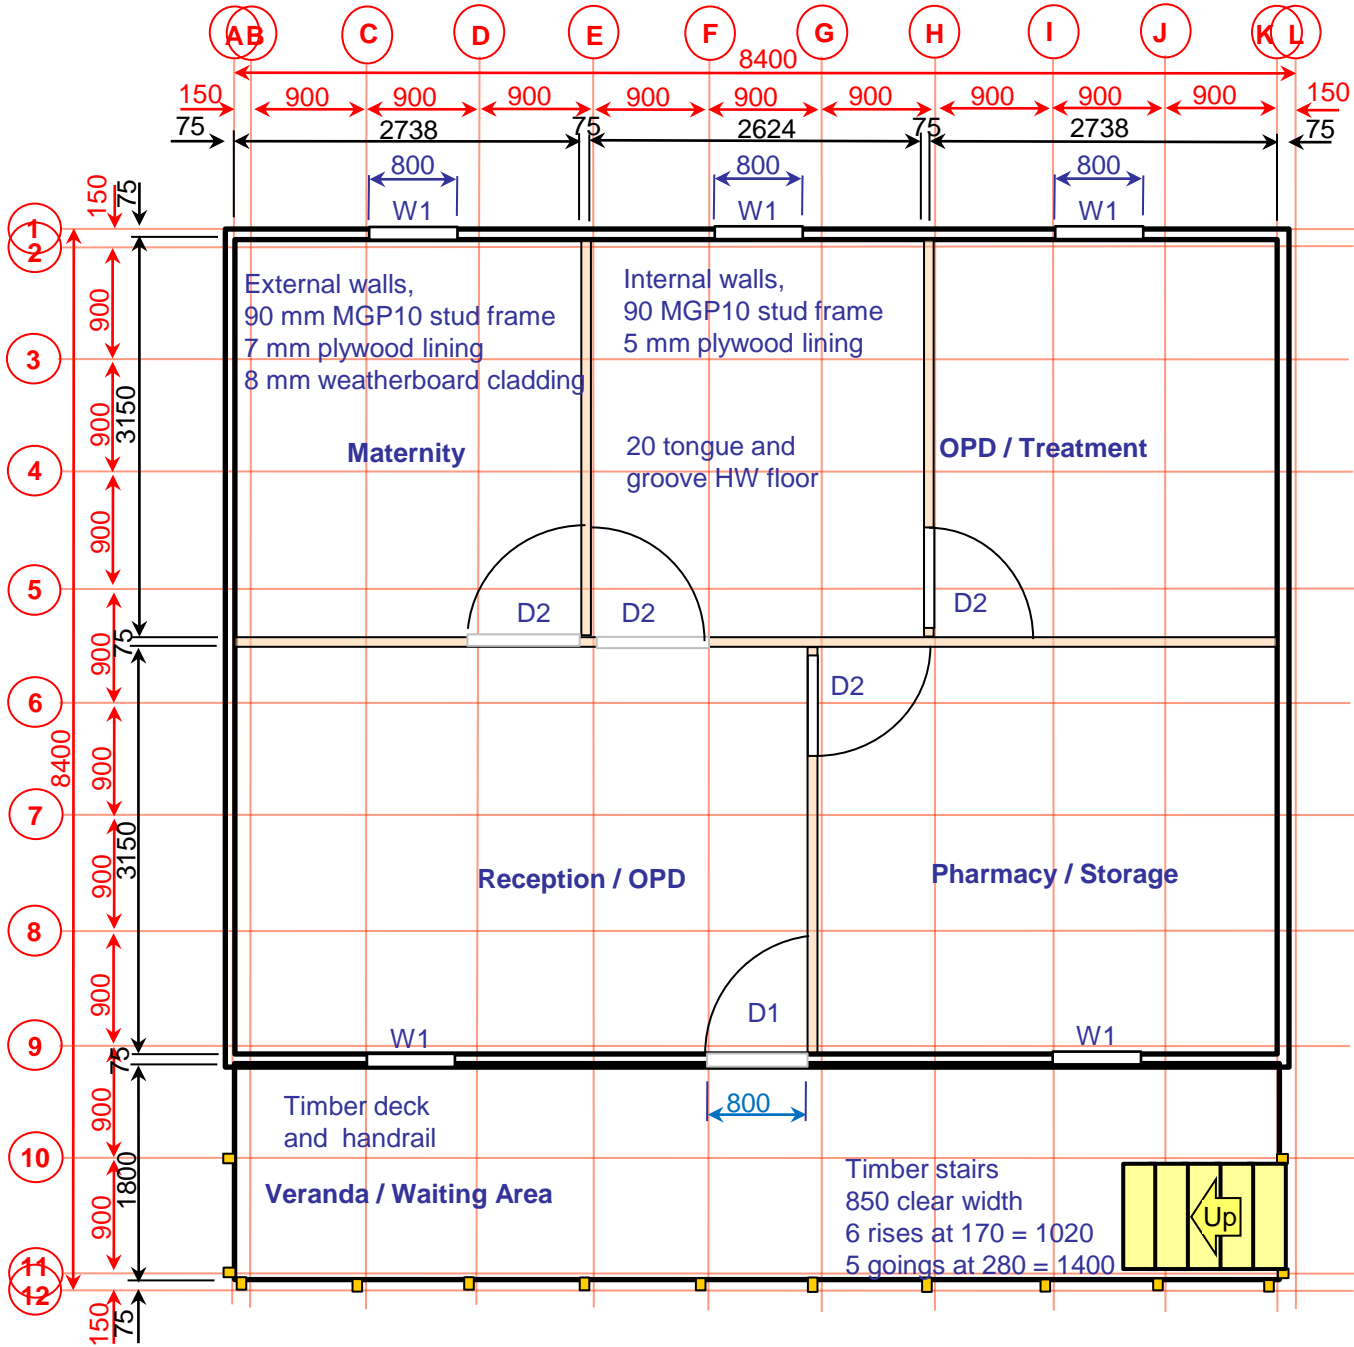 A B C D E F G H I J K L
8400
150 900 900 900 900 900 900 900 900 900 150
75 2738 75 2624 75 2738 75
800 800 800
W1 W1 W1
150 75
1
2
External walls,
90 mm MGP10 stud frame
7 mm plywood lining
8 mm weatherboard cladding
Internal walls,
90 MGP10 stud frame
5 mm plywood lining
900
3
900
3150
Maternity
20 tongue and
groove HW floor
OPD / Treatment
4
900
5
D2 D2 D2
75
900
6
D2
8400
900
7
3150
900
Reception / OPD
Pharmacy / Storage
8
900
D1
9
W1 W1
75
900
800
Timber deck
and handrail
10
1800
900
Veranda / Waiting Area
Timber stairs
850 clear width
6 rises at 170 = 1020
5 goings at 280 = 1400
Up
11
12
150 75